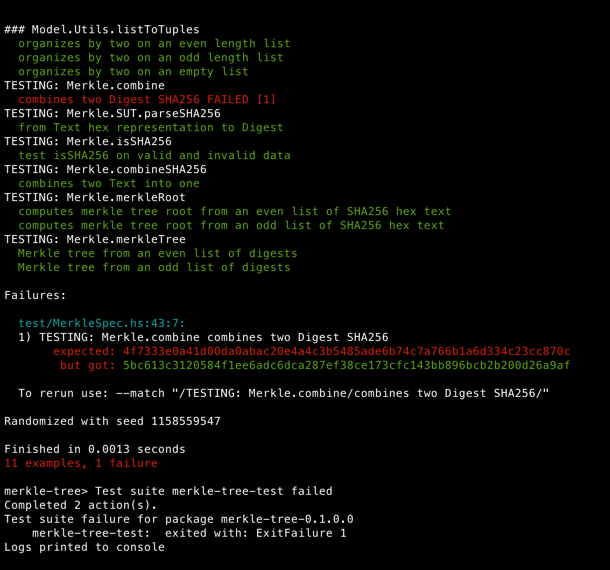 ### Model.Utils.listToTuples
organizes by two on an even length list
organizes by two on an odd length list
organizes by two on an empty list
TESTING: Merkle.combine
combines two Digest SHA256 FAILED [1]
TESTING: Merkle.SUT.parseSHA256
from Text hex representation to Digest
TESTING: Merkle.isSHA256
test isSHA256 on valid and invalid data
TESTING: Merkle.combineSHA256
combines two Text into one
TESTING: Merkle.merkleRoot
computes merkle tree root from an even list of SHA256 hex text
computes merkle tree root from an odd list of SHA256 hex text
TESTING: Merkle.merkleTree
Merkle tree from an even list of digests
Merkle tree from an odd list of digests
Failures:
test/MerkleSpec.hs:43:7:
1) TESTING: Merkle.combine combines two Digest SHA256
expected: 4f7333e0a41d00da0abac20e4a4c3b5485ade6b74c7a766b1a6d334c23cc870c
but got: 5bc613c3120584f1ee6adc6dca287ef38ce173cfc143bb896bcb2b200d26a9af
To rerun use: --match "/TESTING: Merkle.combine/combines two Digest SHA256/"
Randomized with seed 1158559547
Finished in 0.0013 seconds
11 examples, 1 failure
merkle-tree> Test suite merkle-tree-test failed
Completed 2 action(s).
Test suite failure for package merkle-tree-0.1.0.0
merkle-tree-test:  exited with: ExitFailure 1
Logs printed to console